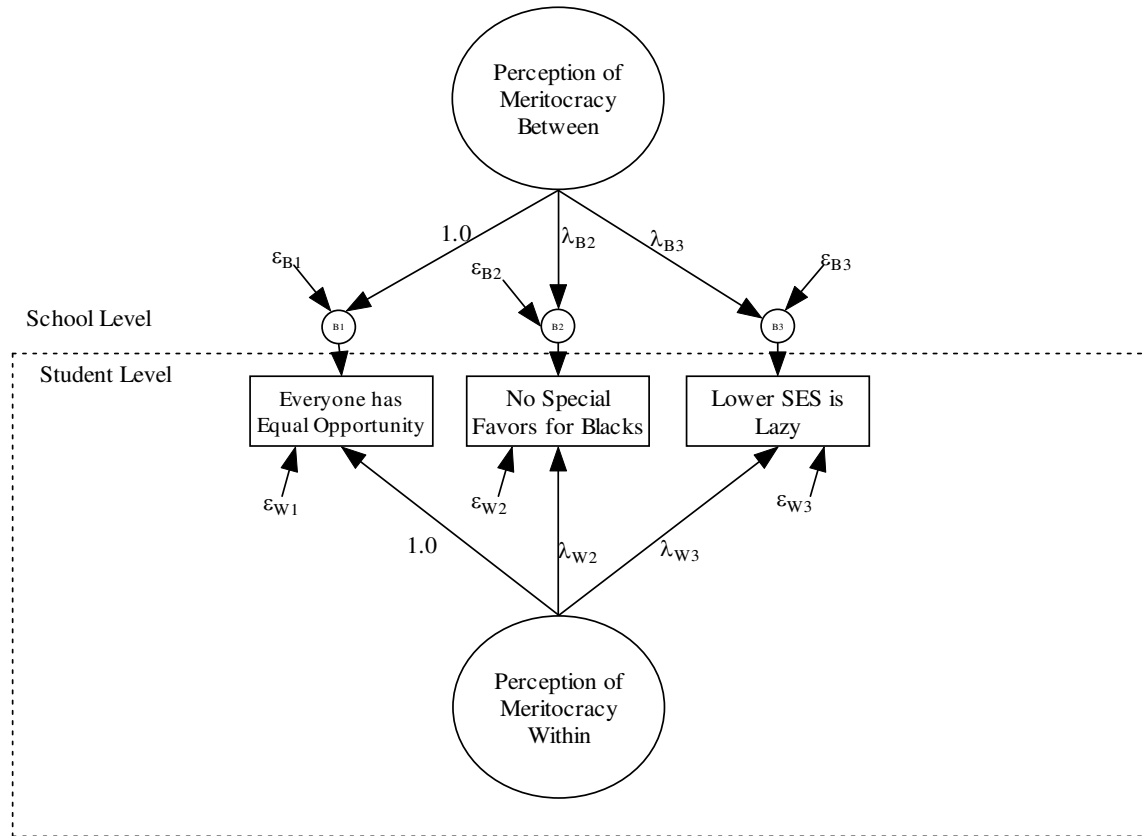 Perception of
Meritocracy
Between
1.0
λB2
λB3
εB1
εB2
εB3
School Level
B1
B2
B3
Student Level
Everyone has
Equal Opportunity
No Special
Favors for Blacks
Lower SES is
Lazy
εW1
εW2
εW3
1.0
λW2
λW3
Perception of
Meritocracy
Within